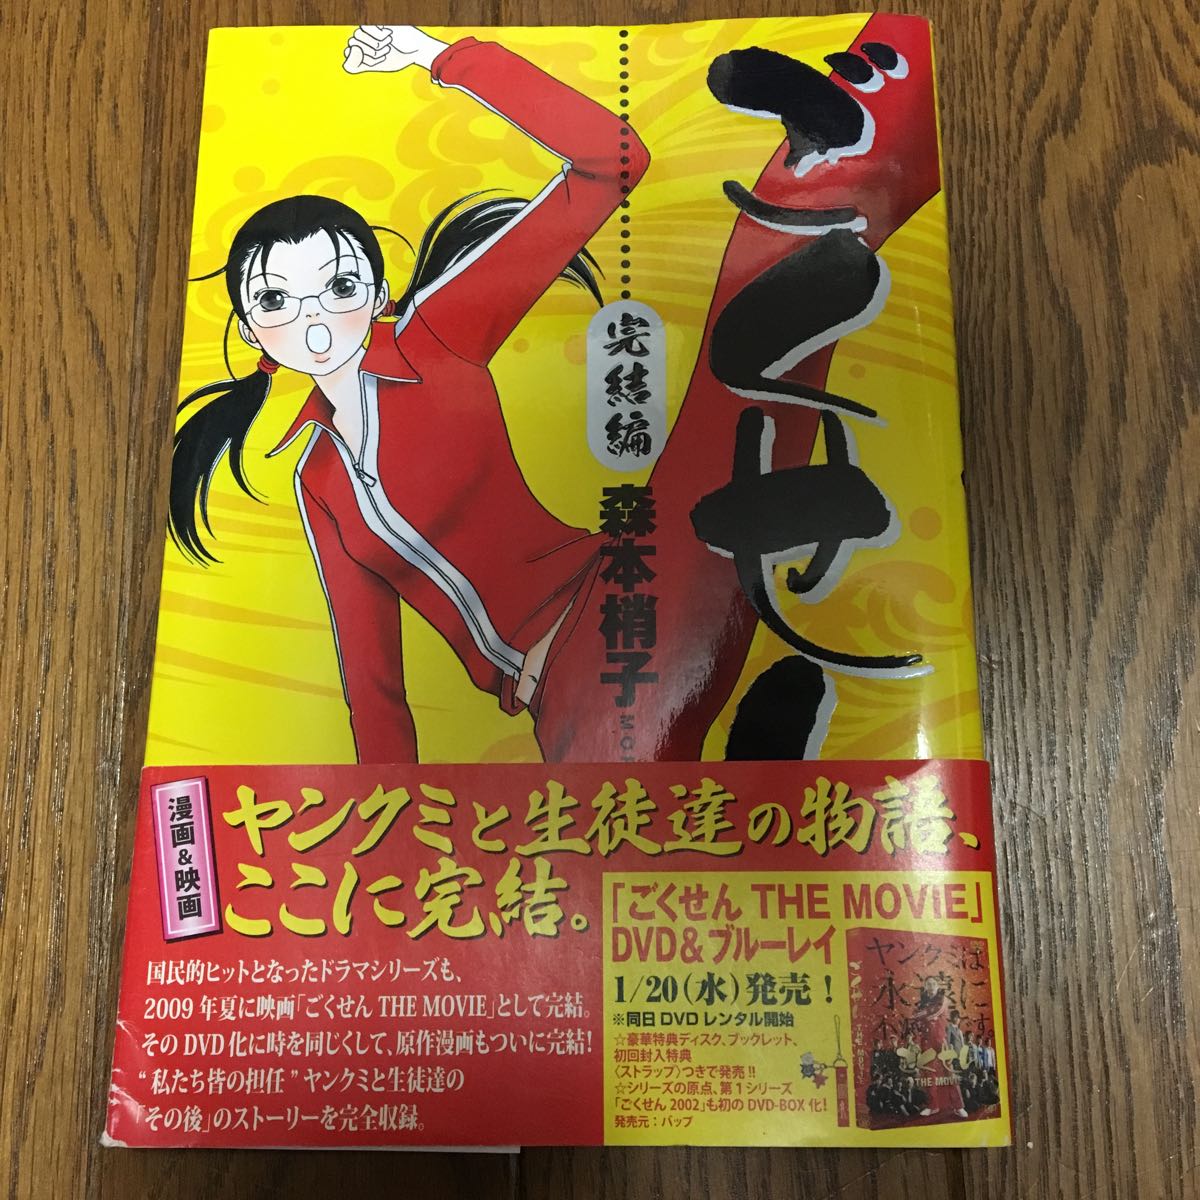 ごくせ
完結編
森本梢子
MO
漫画&映画
ヤンクミと生徒達の物語、
ここに完結。
国民的ヒットとなったドラマシリーズも、
2009年夏に映画「ごくせん THE MOVIE」として完結。
そのDVD化に時を同じくして、原作漫画もついに完結!
“私たち皆の担任”ヤンクミと生徒達の
「その後」のストーリーを完全収録。
「ごくせん THE MOVIE」
DVD&ブルーレイ
1/20(水)発売!
※同日DVDレンタル開始
☆豪華特典ディスク、ブックレット、
初回封入特典
〈ストラップ〉つきで発売!!
☆シリーズの原点、第1シリーズ
「ごくせん2002」も初のDVD-BOX化!
発売元:バップ
ヤンクミは
永遠に
ごくせん
THE MOVIE